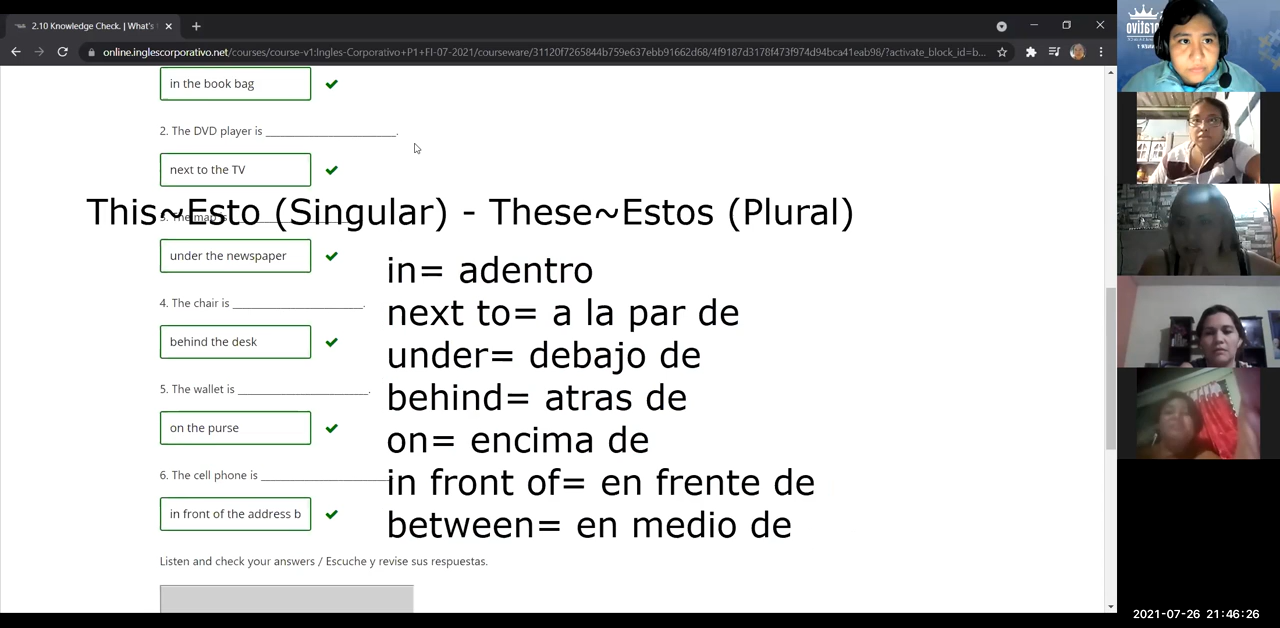 2.10 Knowledge Check. | What's
online.inglescorporativo.net/courses/course-v1:Ingles-Corporativo+P1+FI-07-2021/courseware/31120f7265844b759e637ebb91662d68/4f9187d3178f473f974d94bca41eab98/?activate_block_id=b...
in the book bag
2. The DVD player is ____________________.
next to the TV
This~Esto (Singular) - These~Estos (Plural)
3. The map is
under the newspaper
in= adentro
next to= a la par de
4. The chair is ____________________.
under= debajo de
behind the desk
behind= atras de
5. The wallet is ____________________.
on the purse
on= encima de
6. The cell phone is ____________________
in front of= en frente de
in front of the address b
between= en medio de
Listen and check your answers / Escuche y revise sus respuestas.
2021-07-26 21:46:26